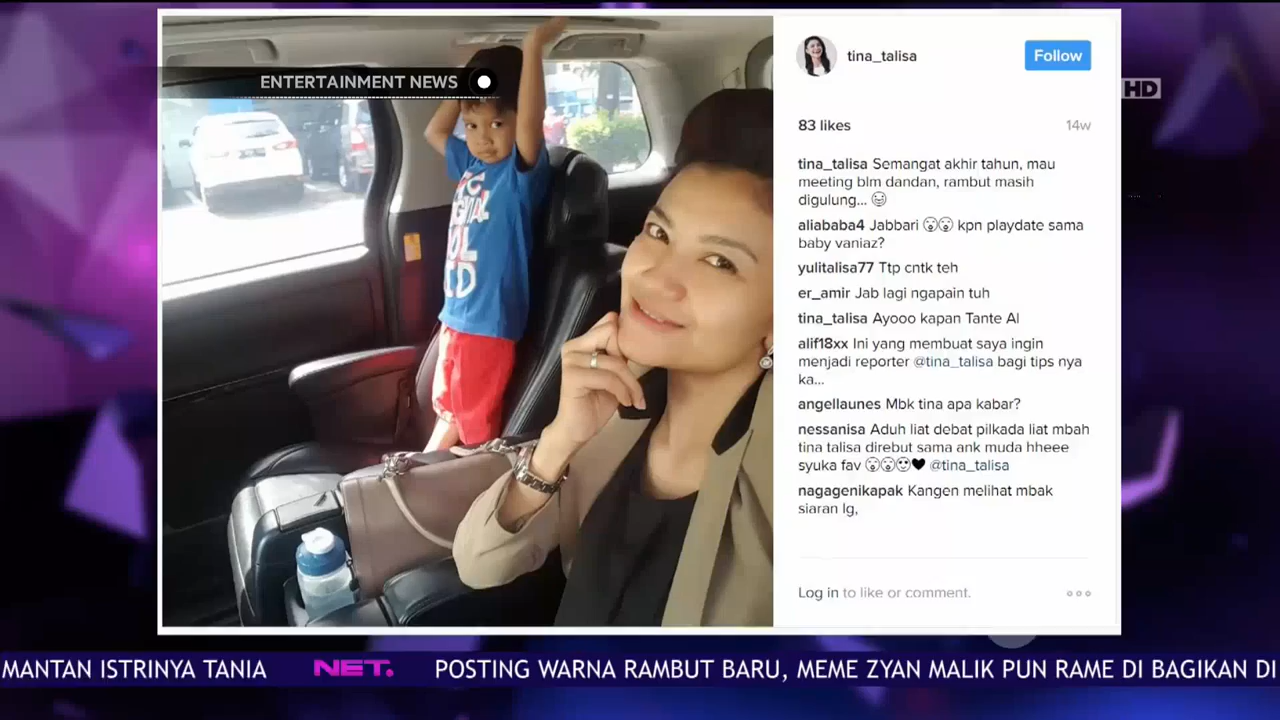 ENTERTAINMENT NEWS
HD
tina_talisa
Follow
83 likes
14w
tina_talisa Semangat akhir tahun, mau
meeting blm dandan, rambut masih
digulung... 😄
aliababa4 Jabbari 😘😘 kpn playdate sama
baby vaniaz?
yulitalisa77 Ttp cntk teh
er_amir Jab lagi ngapain tuh
tina_talisa Ayooo kapan Tante Al
alif18xx Ini yang membuat saya ingin
menjadi reporter @tina_talisa bagi tips nya
ka...
angellaunes Mbk tina apa kabar?
nessanisa Aduh liat debat pilkada liat mbah
tina talisa direbut sama ank muda hheee
syuka fav 😘😘😍🖤 @tina_talisa
nagagenikapak Kangen melihat mbak
siaran lg,
Log in to like or comment.
MANTAN ISTRINYA TANIA NET. POSTING WARNA RAMBUT BARU, MEME ZYAN MALIK PUN RAME DI BAGIKAN DI